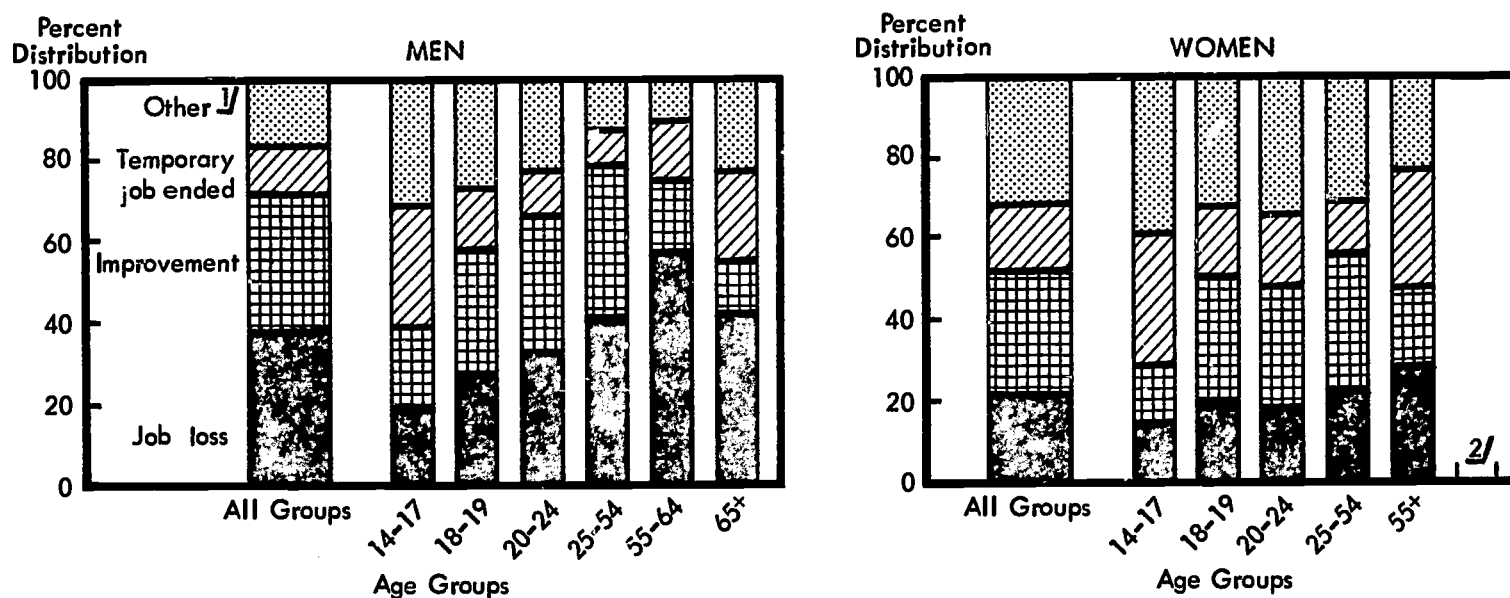 Percent
Distribution
MEN
100
80
60
40
20
0
Other 1/
Temporary
job ended
Improvement
Job loss
All Groups
14-17
18-19
20-24
25-54
55-64
65+
Age Groups
Percent
Distribution
WOMEN
100
80
60
40
20
0
2/
All Groups
14-17
18-19
20-24
25-54
55+
Age Groups